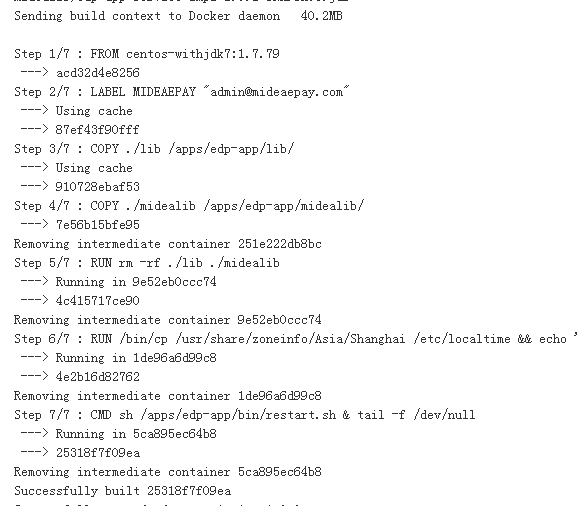 Sending build context to Docker daemon   40.2MB
Step 1/7 : FROM centos-withjdk7:1.7.79
---> acd32d4e8256
Step 2/7 : LABEL MIDEAEPAY "admin@mideaepay.com"
---> Using cache
---> 87ef43f90fff
Step 3/7 : COPY ./lib /apps/edp-app/lib/
---> Using cache
---> 910728ebaf53
Step 4/7 : COPY ./midealib /apps/edp-app/midealib/
---> 7e56b15bfe95
Removing intermediate container 251e222db8bc
Step 5/7 : RUN rm -rf ./lib ./midealib
---> Running in 9e52eb0ccc74
---> 4c415717ce90
Removing intermediate container 9e52eb0ccc74
Step 6/7 : RUN /bin/cp /usr/share/zoneinfo/Asia/Shanghai /etc/localtime && echo '
---> Running in 1de96a6d99c8
---> 4e2b16d82762
Removing intermediate container 1de96a6d99c8
Step 7/7 : CMD sh /apps/edp-app/bin/restart.sh & tail -f /dev/null
---> Running in 5ca895ec64b8
---> 25318f7f09ea
Removing intermediate container 5ca895ec64b8
Successfully built 25318f7f09ea